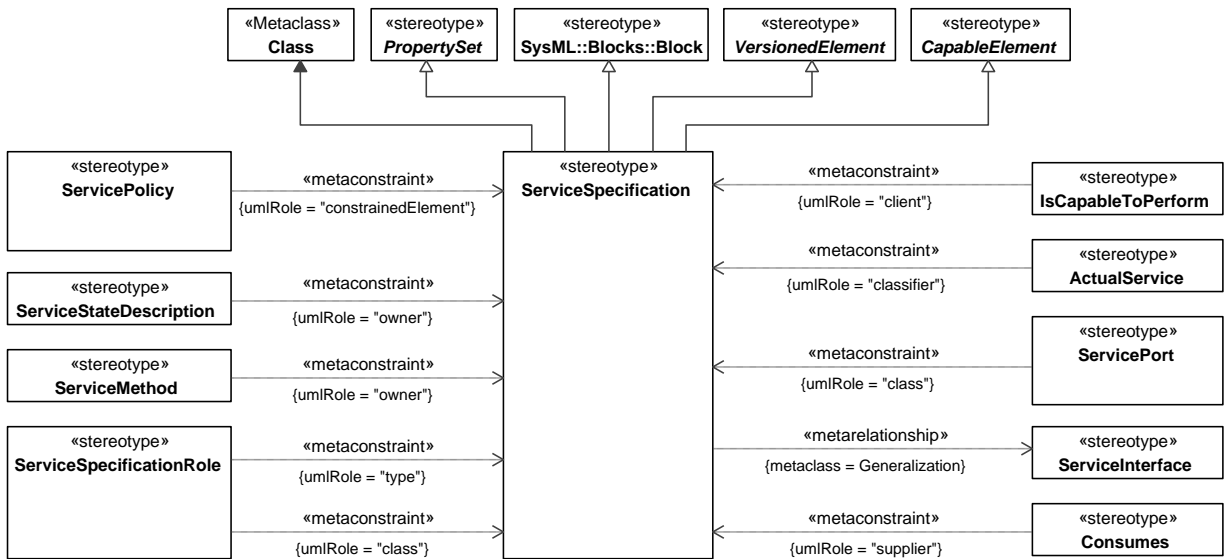 «Metaclass»
Class
«stereotype»
PropertySet
«stereotype»
SysML::Blocks::Block
«stereotype»
VersionedElement
«stereotype»
CapableElement
«stereotype»
ServicePolicy
«metaconstraint»
{umlRole = "constrainedElement"}
«stereotype»
ServiceStateDescription
«metaconstraint»
{umlRole = "owner"}
«stereotype»
ServiceMethod
«metaconstraint»
{umlRole = "owner"}
«stereotype»
ServiceSpecificationRole
«metaconstraint»
{umlRole = "type"}
«metaconstraint»
{umlRole = "class"}
«stereotype»
ServiceSpecification
«metaconstraint»
{umlRole = "client"}
«stereotype»
IsCapableToPerform
«metaconstraint»
{umlRole = "classifier"}
«stereotype»
ActualService
«metaconstraint»
{umlRole = "class"}
«stereotype»
ServicePort
«metarelationship»
{metaclass = Generalization}
«stereotype»
ServiceInterface
«metaconstraint»
{umlRole = "supplier"}
«stereotype»
Consumes